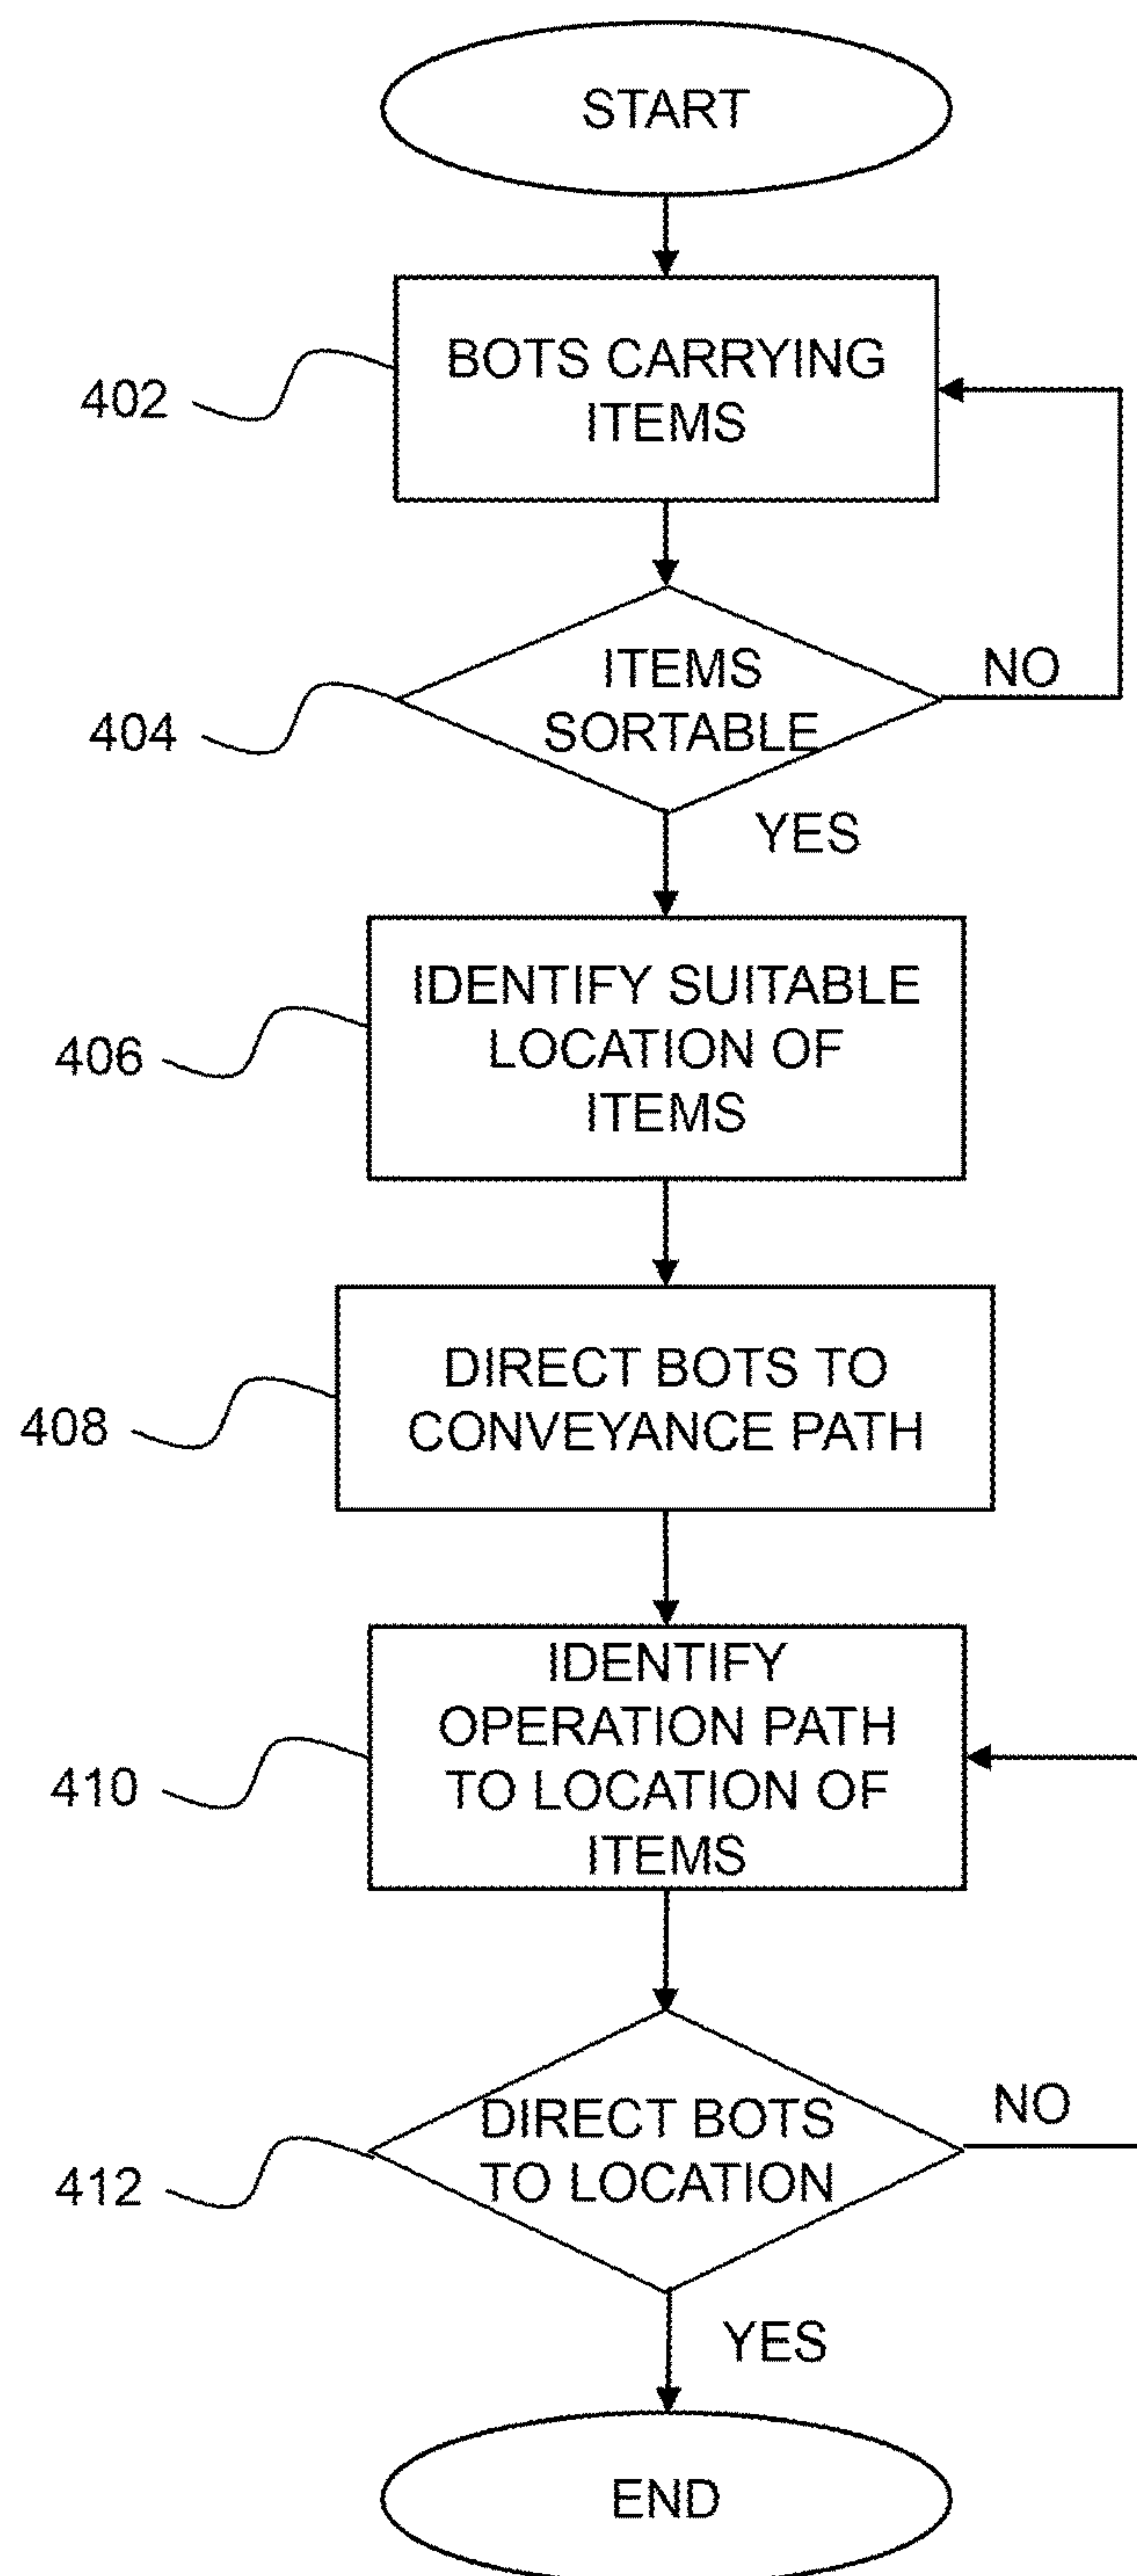 START
BOTS CARRYING
ITEMS
402
ITEMS
SORTABLE
NO
404
YES
IDENTIFY SUITABLE
LOCATION OF
ITEMS
406
DIRECT BOTS TO
CONVEYANCE PATH
408
IDENTIFY
OPERATION PATH
TO LOCATION OF
ITEMS
410
DIRECT BOTS
TO LOCATION
NO
412
YES
END